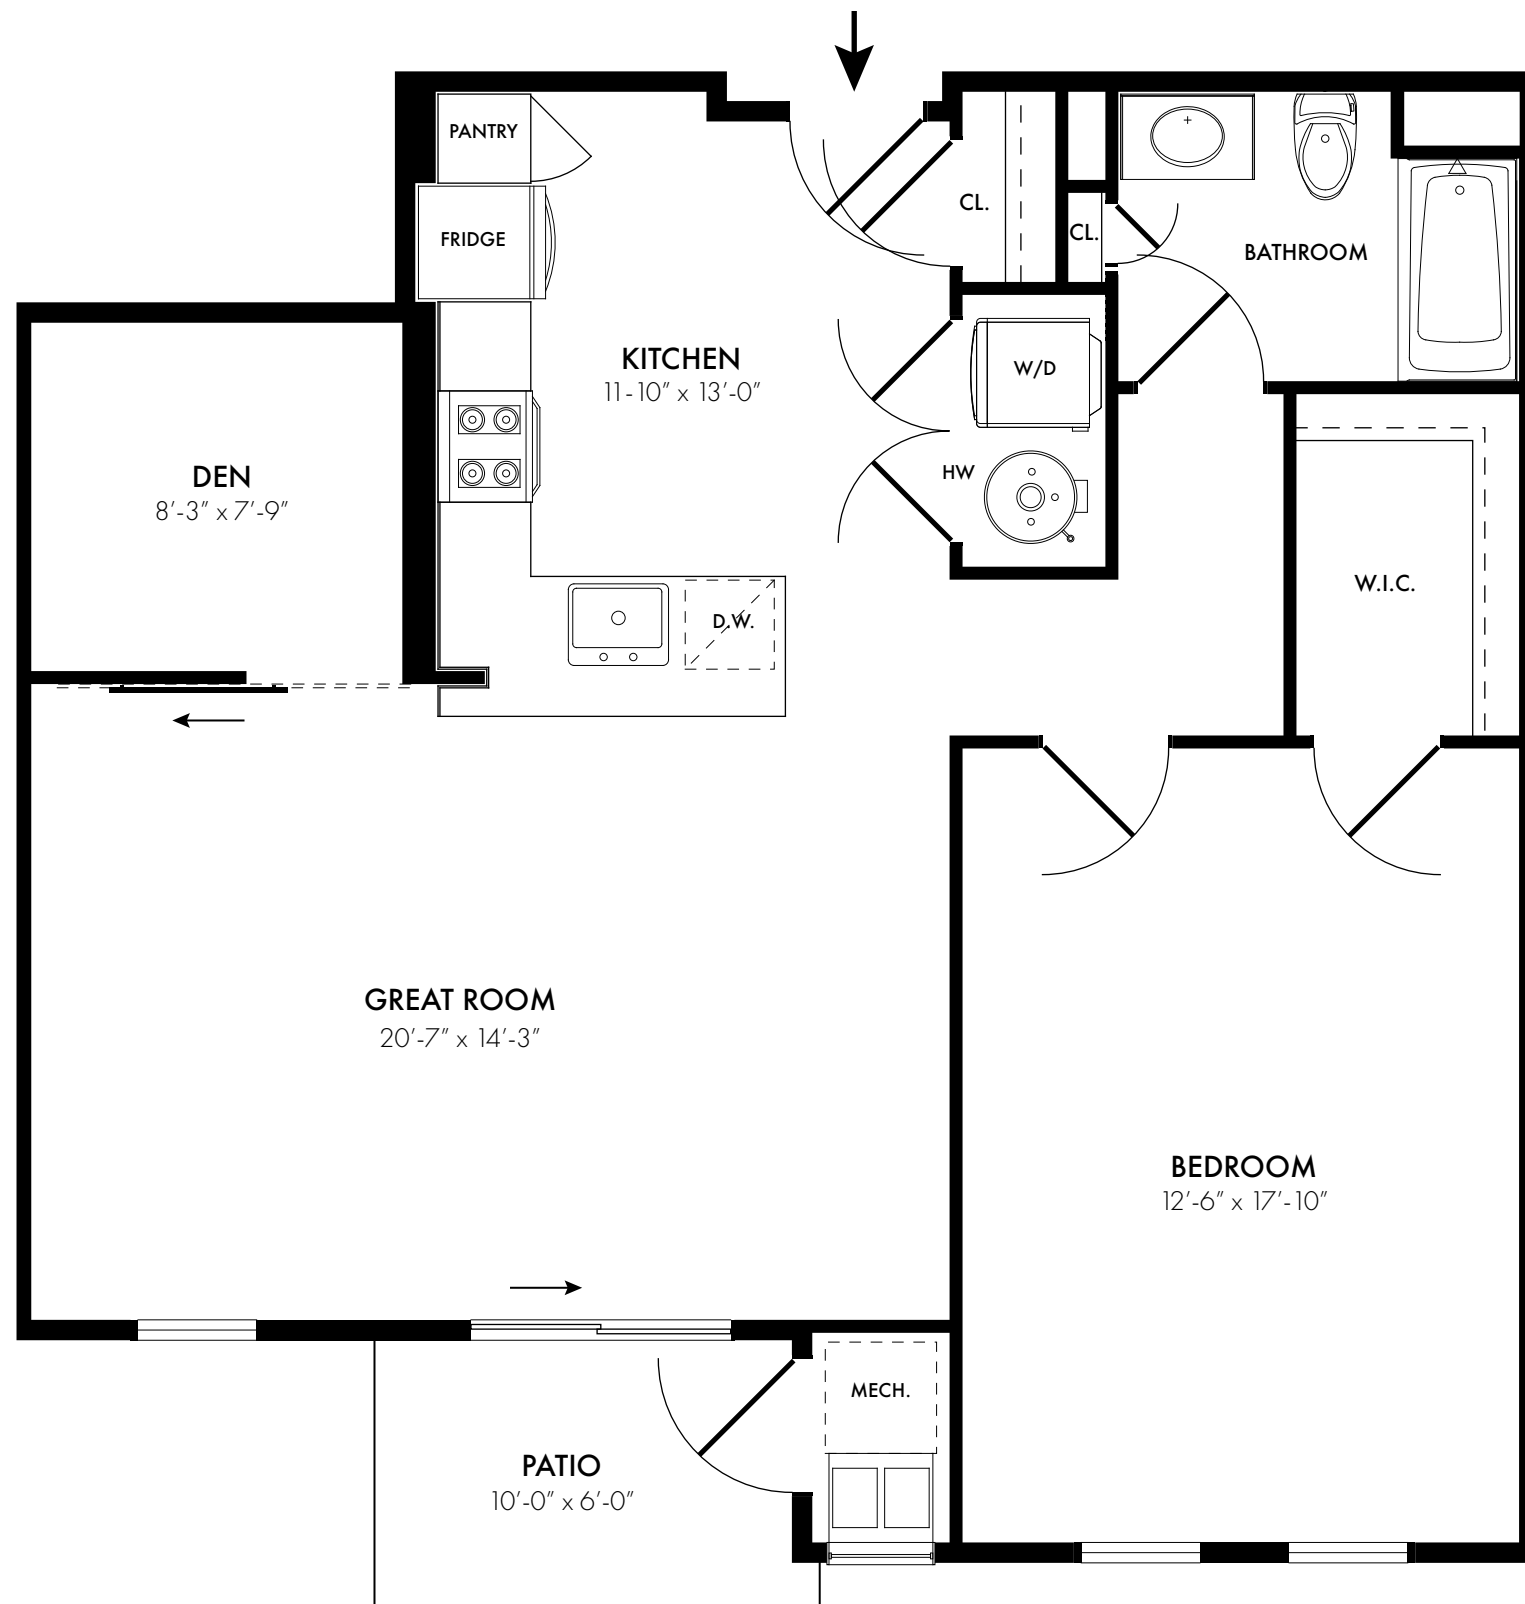 PANTRY
FRIDGE
CL.
CL.
BATHROOM
KITCHEN
11-10” x 13’-0”
W/D
HW
DEN
8’-3” x 7’-9”
D.W.
W.I.C.
GREAT ROOM
20’-7” x 14’-3”
BEDROOM
12’-6” x 17’-10”
MECH.
PATIO
10’-0” x 6’-0”